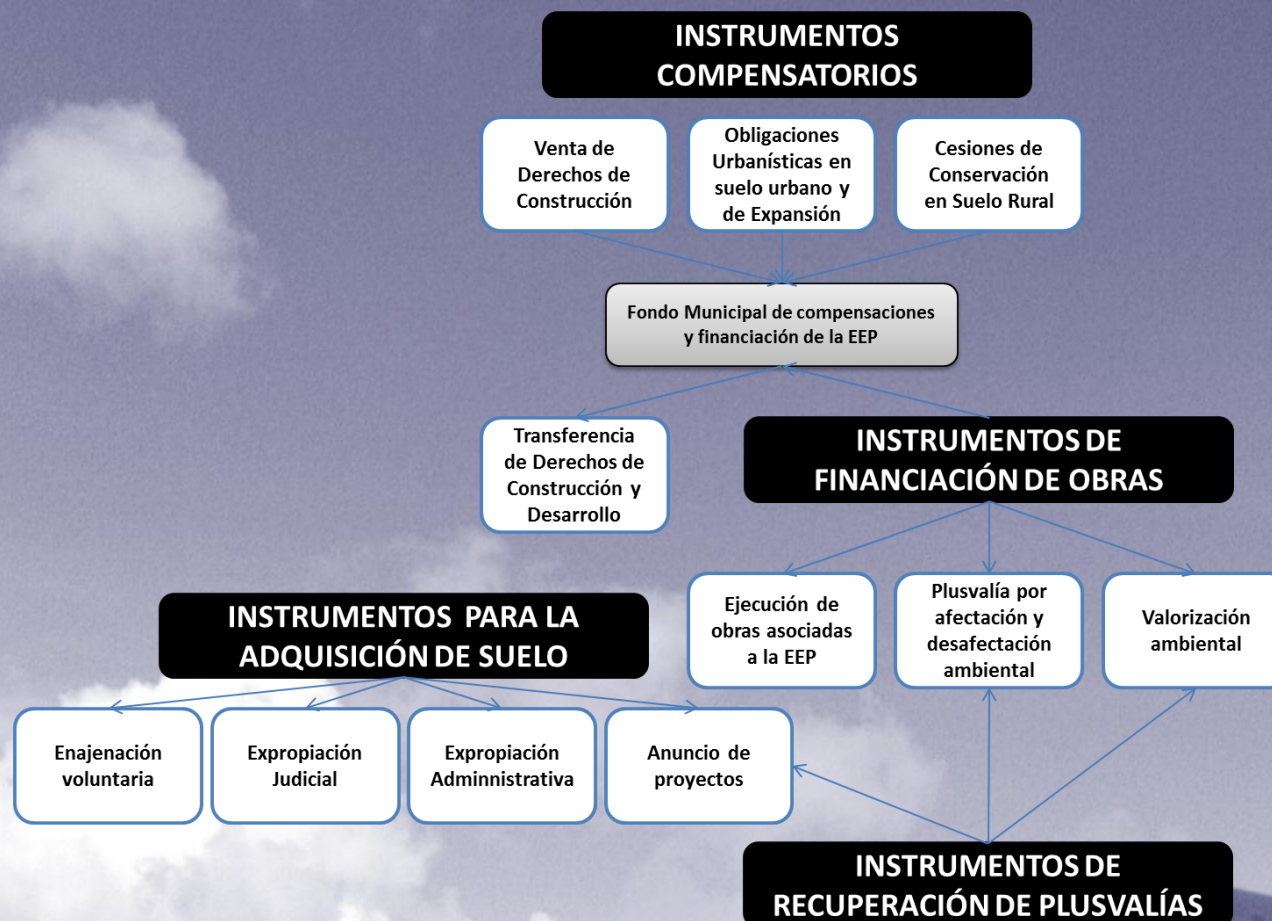 INSTRUMENTOS
COMPENSATORIOS
Venta de
Derechos de
Construcción
Obligaciones
Urbanísticas en
suelo urbano y
de Expansión
Cesiones de
Conservación
en Suelo Rural
Fondo Municipal de compensaciones
y financiación de la EEP
Transferencia
de Derechos de
Construcción y
Desarrollo
INSTRUMENTOS DE
FINANCIACIÓN DE OBRAS
Ejecución de
obras asociadas
a la EEP
Plusvalía por
afectación y
desafectación
ambiental
Valorización
ambiental
INSTRUMENTOS PARA LA
ADQUISICIÓN DE SUELO
Enajenación
voluntaria
Expropiación
Judicial
Expropiación
Adminnistrativa
Anuncio de
proyectos
INSTRUMENTOS DE
RECUPERACIÓN DE PLUSVALÍAS